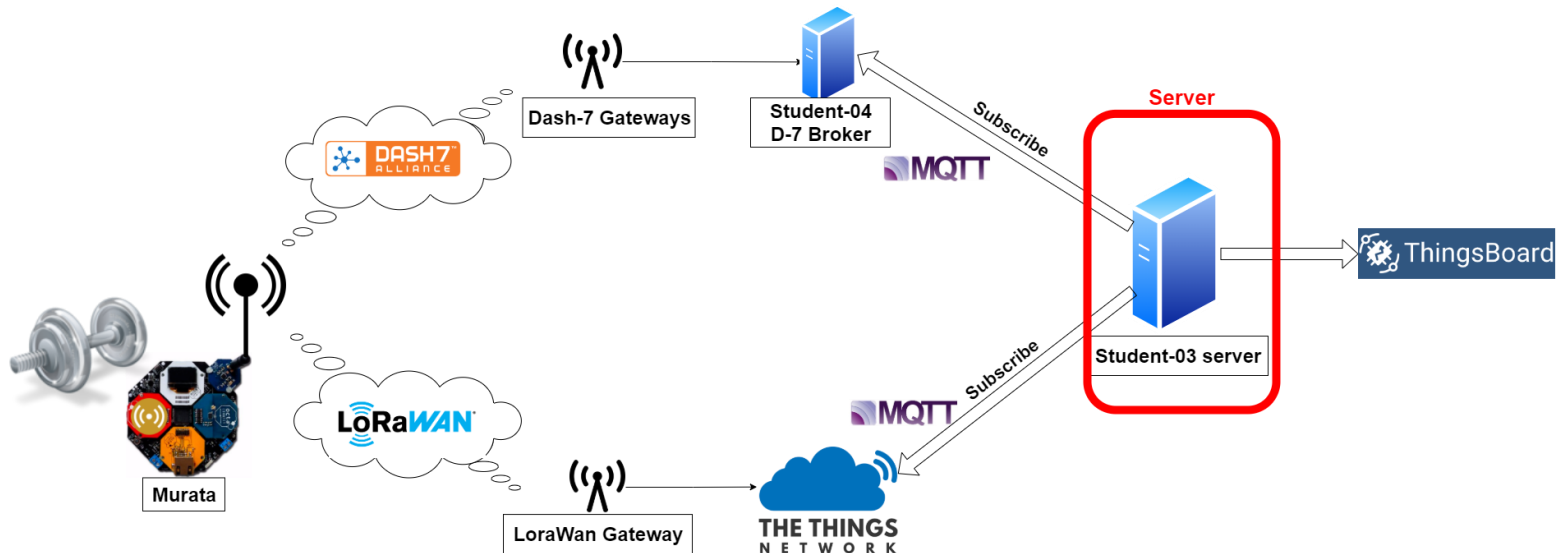 Dash-7 Gateways
Student-04
D-7 Broker
Subscribe
MQTT
Server
DASH7™
ALLIANCE
ThingsBoard
Student-03 server
Subscribe
MQTT
LoRaWAN
Murata
LoraWan Gateway
THE THINGS
NETWORK